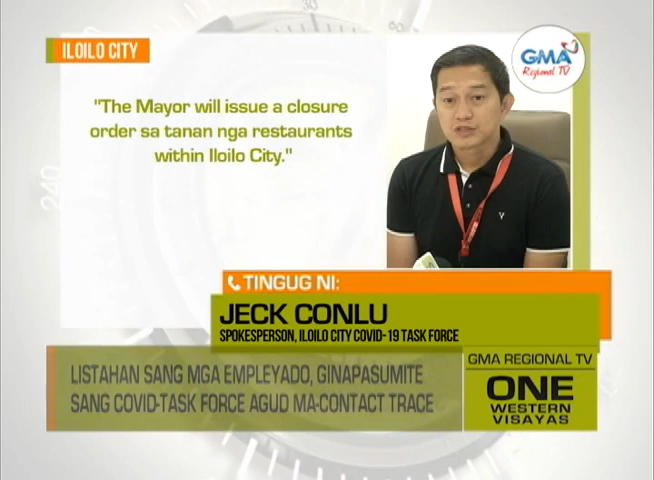 ILOILO CITY
GMA
Regional TV
"The Mayor will issue a closure
order sa tanan nga restaurants
within Iloilo City."
TINGUG NI:
JECK CONLU
SPOKESPERSON, ILOILO CITY COVID-19 TASK FORCE
LISTAHAN SANG MGA EMPLEYADO, GINAPASUMITE
SANG COVID-TASK FORCE AGUD MA-CONTACT TRACE
GMA REGIONAL TV
ONE
WESTERN
VISAYAS
240